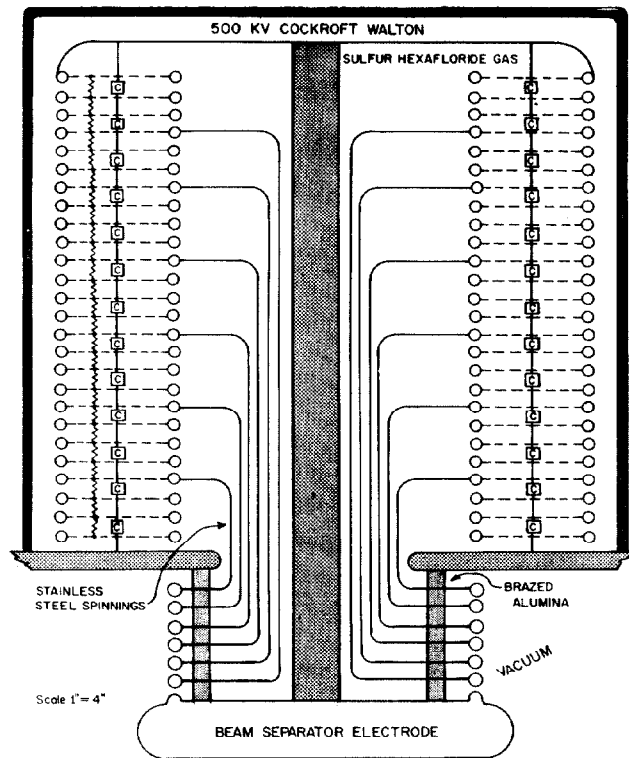 500 KV COCKROFT WALTON
SULFUR HEXAFLORIDE GAS
C C
C C
C C
C C
C C
C C
C C
C C
C C
C C
C C
C C
C C
STAINLESS
STEEL SPINNINGS
BRAZED
ALUMINA
VACUUM
Scale 1"= 4"
BEAM SEPARATOR ELECTRODE